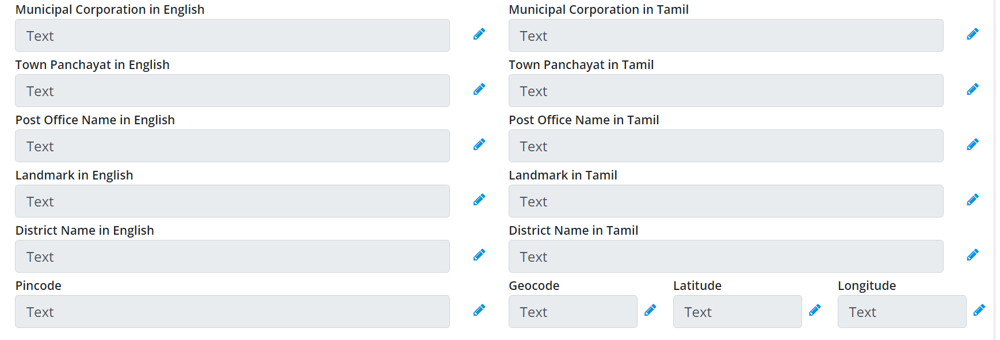 Municipal Corporation in English Municipal Corporation in Tamil
Text Text
Town Panchayat in English Town Panchayat in Tamil
Text Text
Post Office Name in English Post Office Name in Tamil
Text Text
Landmark in English Landmark in Tamil
Text Text
District Name in English District Name in Tamil
Text Text
Pincode Geocode Latitude Longitude
Text Text Text Text